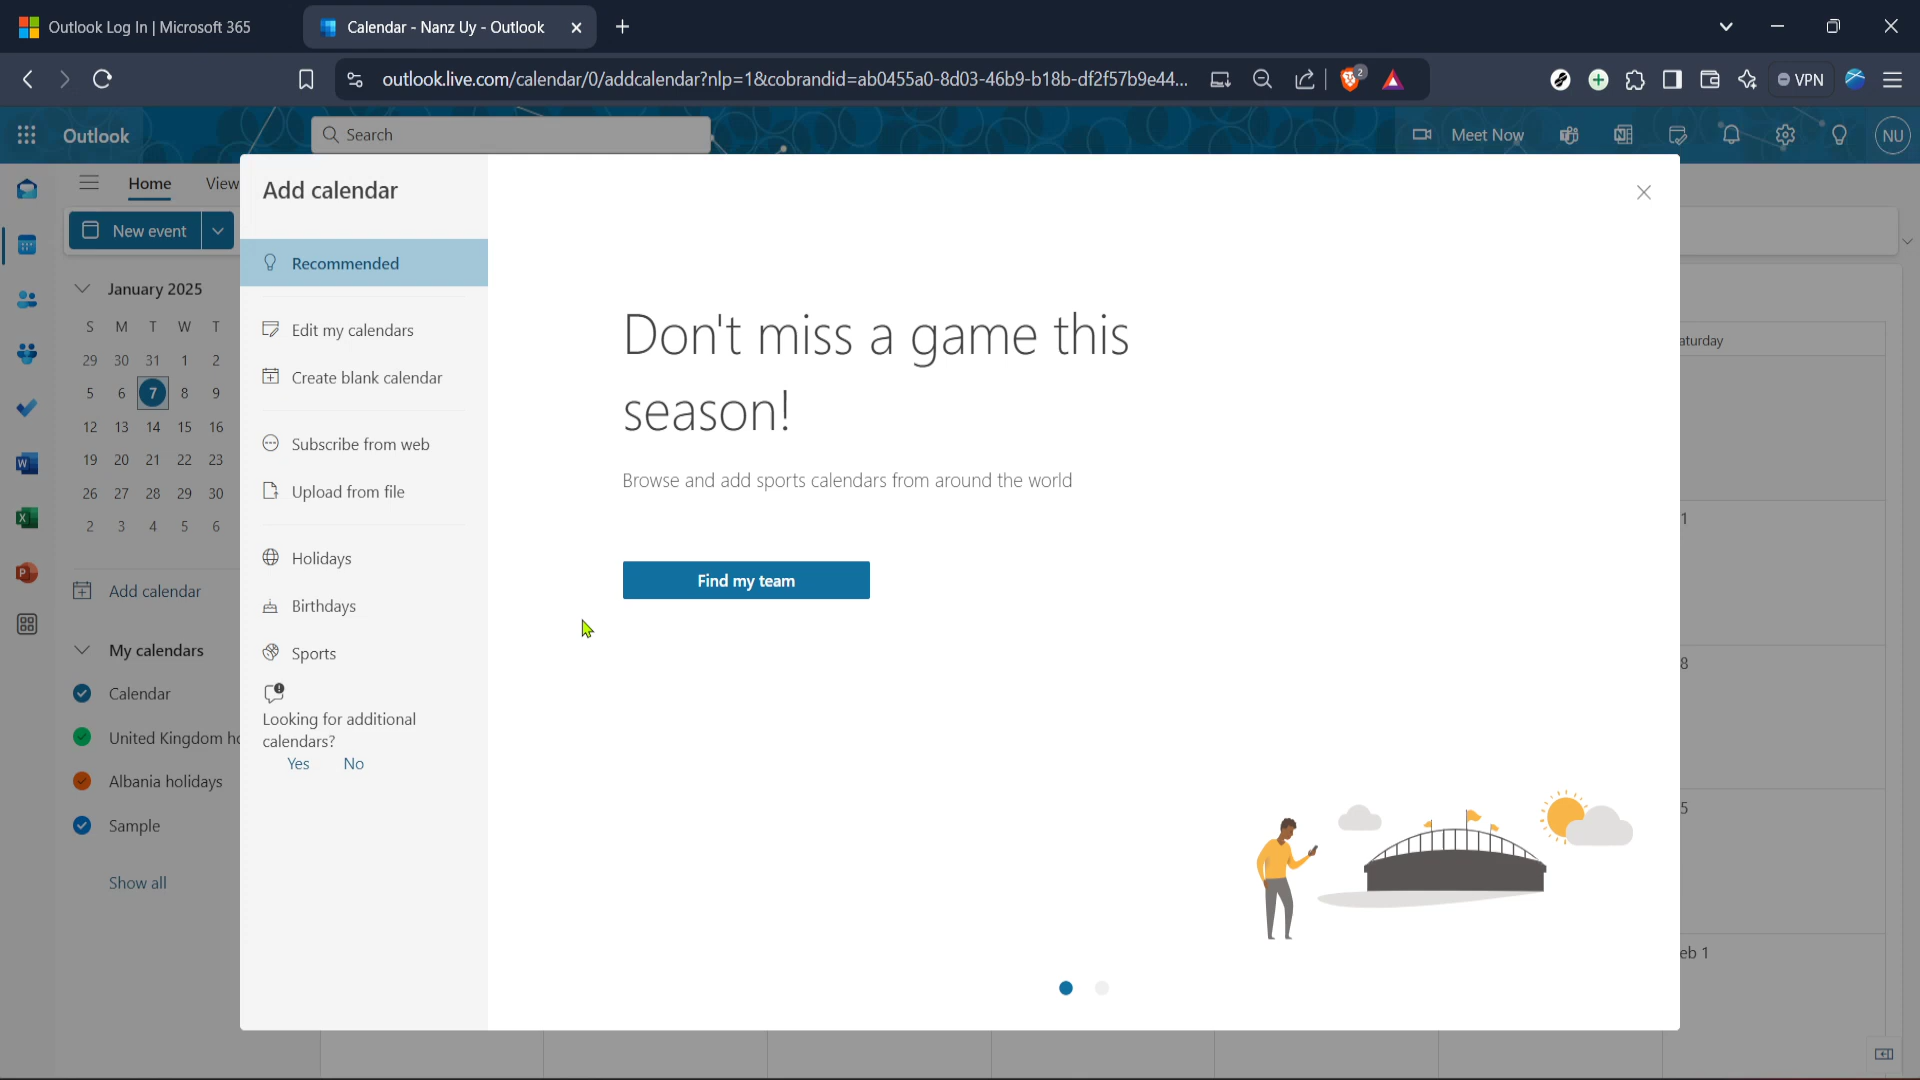 Outlook Log In | Microsoft 365
Calendar - Nanz Uy - Outlook
outlook.live.com/calendar/0/addcalendar?nlp=1&cobrandid=ab0455a0-8d03-46b9-b18b-df2f57b9e44...
2
VPN
Outlook
Search
Meet Now
NU
Home View
New event
January 2025
S M T W T
29 30 31 1 2
5 6 7 8 9
12 13 14 15 16
19 20 21 22 23
26 27 28 29 30
2 3 4 5 6
Add calendar
My calendars
Calendar
United Kingdom ho
Albania holidays
Sample
Show all
Add calendar
Recommended
Edit my calendars
Create blank calendar
Subscribe from web
Upload from file
Holidays
Birthdays
Sports
Looking for additional
calendars?
Yes No
Don't miss a game this
season!
Browse and add sports calendars from around the world
Find my team
aturday
1
8
5
eb 1